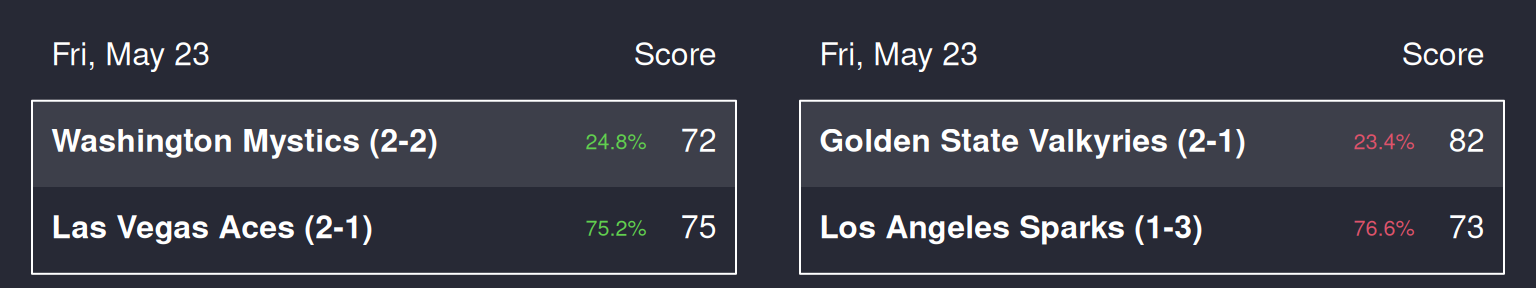 Fri, May 23 Score
Washington Mystics (2-2) 24.8% 72
Las Vegas Aces (2-1) 75.2% 75
Fri, May 23 Score
Golden State Valkyries (2-1) 23.4% 82
Los Angeles Sparks (1-3) 76.6% 73